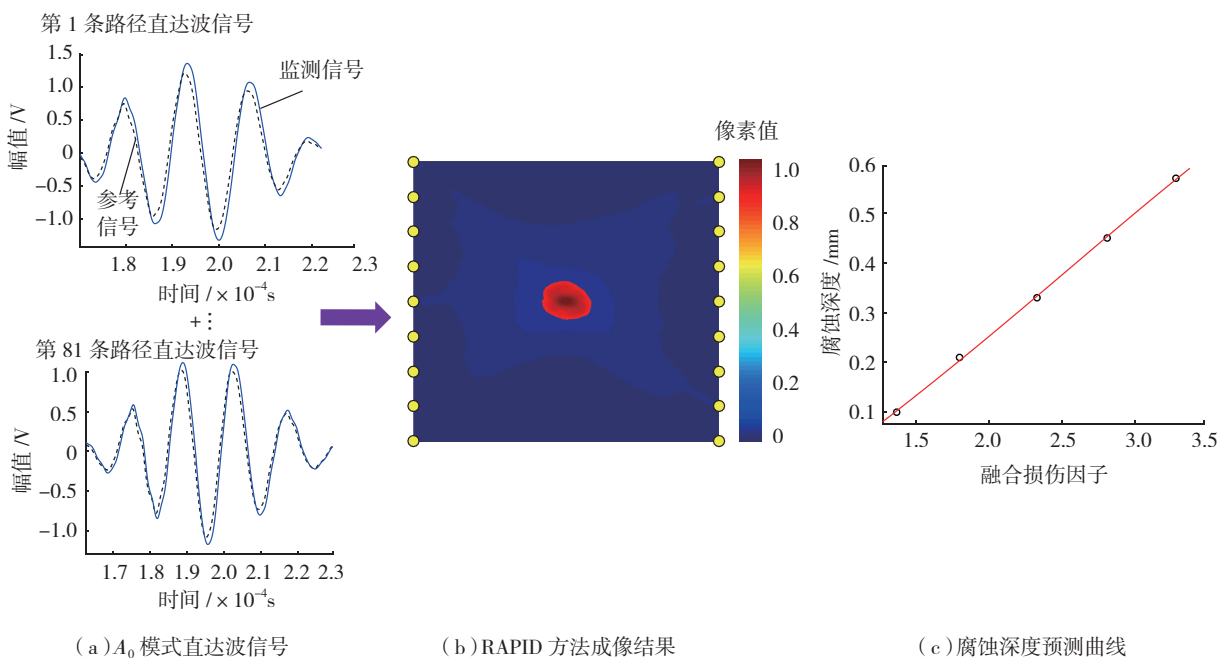 第 1 条路径直达波信号
1.5
1.0
0.5
0
−0.5
−1.0
幅值 /V
监测信号
参考
信号
1.8 1.9 2.0 2.1 2.2 2.3
时间 / × 10⁻⁴s
+⋮
第 81 条路径直达波信号
1.0
0.5
0
−0.5
−1.0
幅值 /V
1.7 1.8 1.9 2.0 2.1 2.2 2.3
时间 / × 10⁻⁴s
(a)A₀ 模式直达波信号
像素值
1.0
0.8
0.6
0.4
0.2
0
(b)RAPID 方法成像结果
0.6
0.5
0.4
0.3
0.2
0.1
腐蚀深度 /mm
1.5 2.0 2.5 3.0 3.5
融合损伤因子
(c)腐蚀深度预测曲线